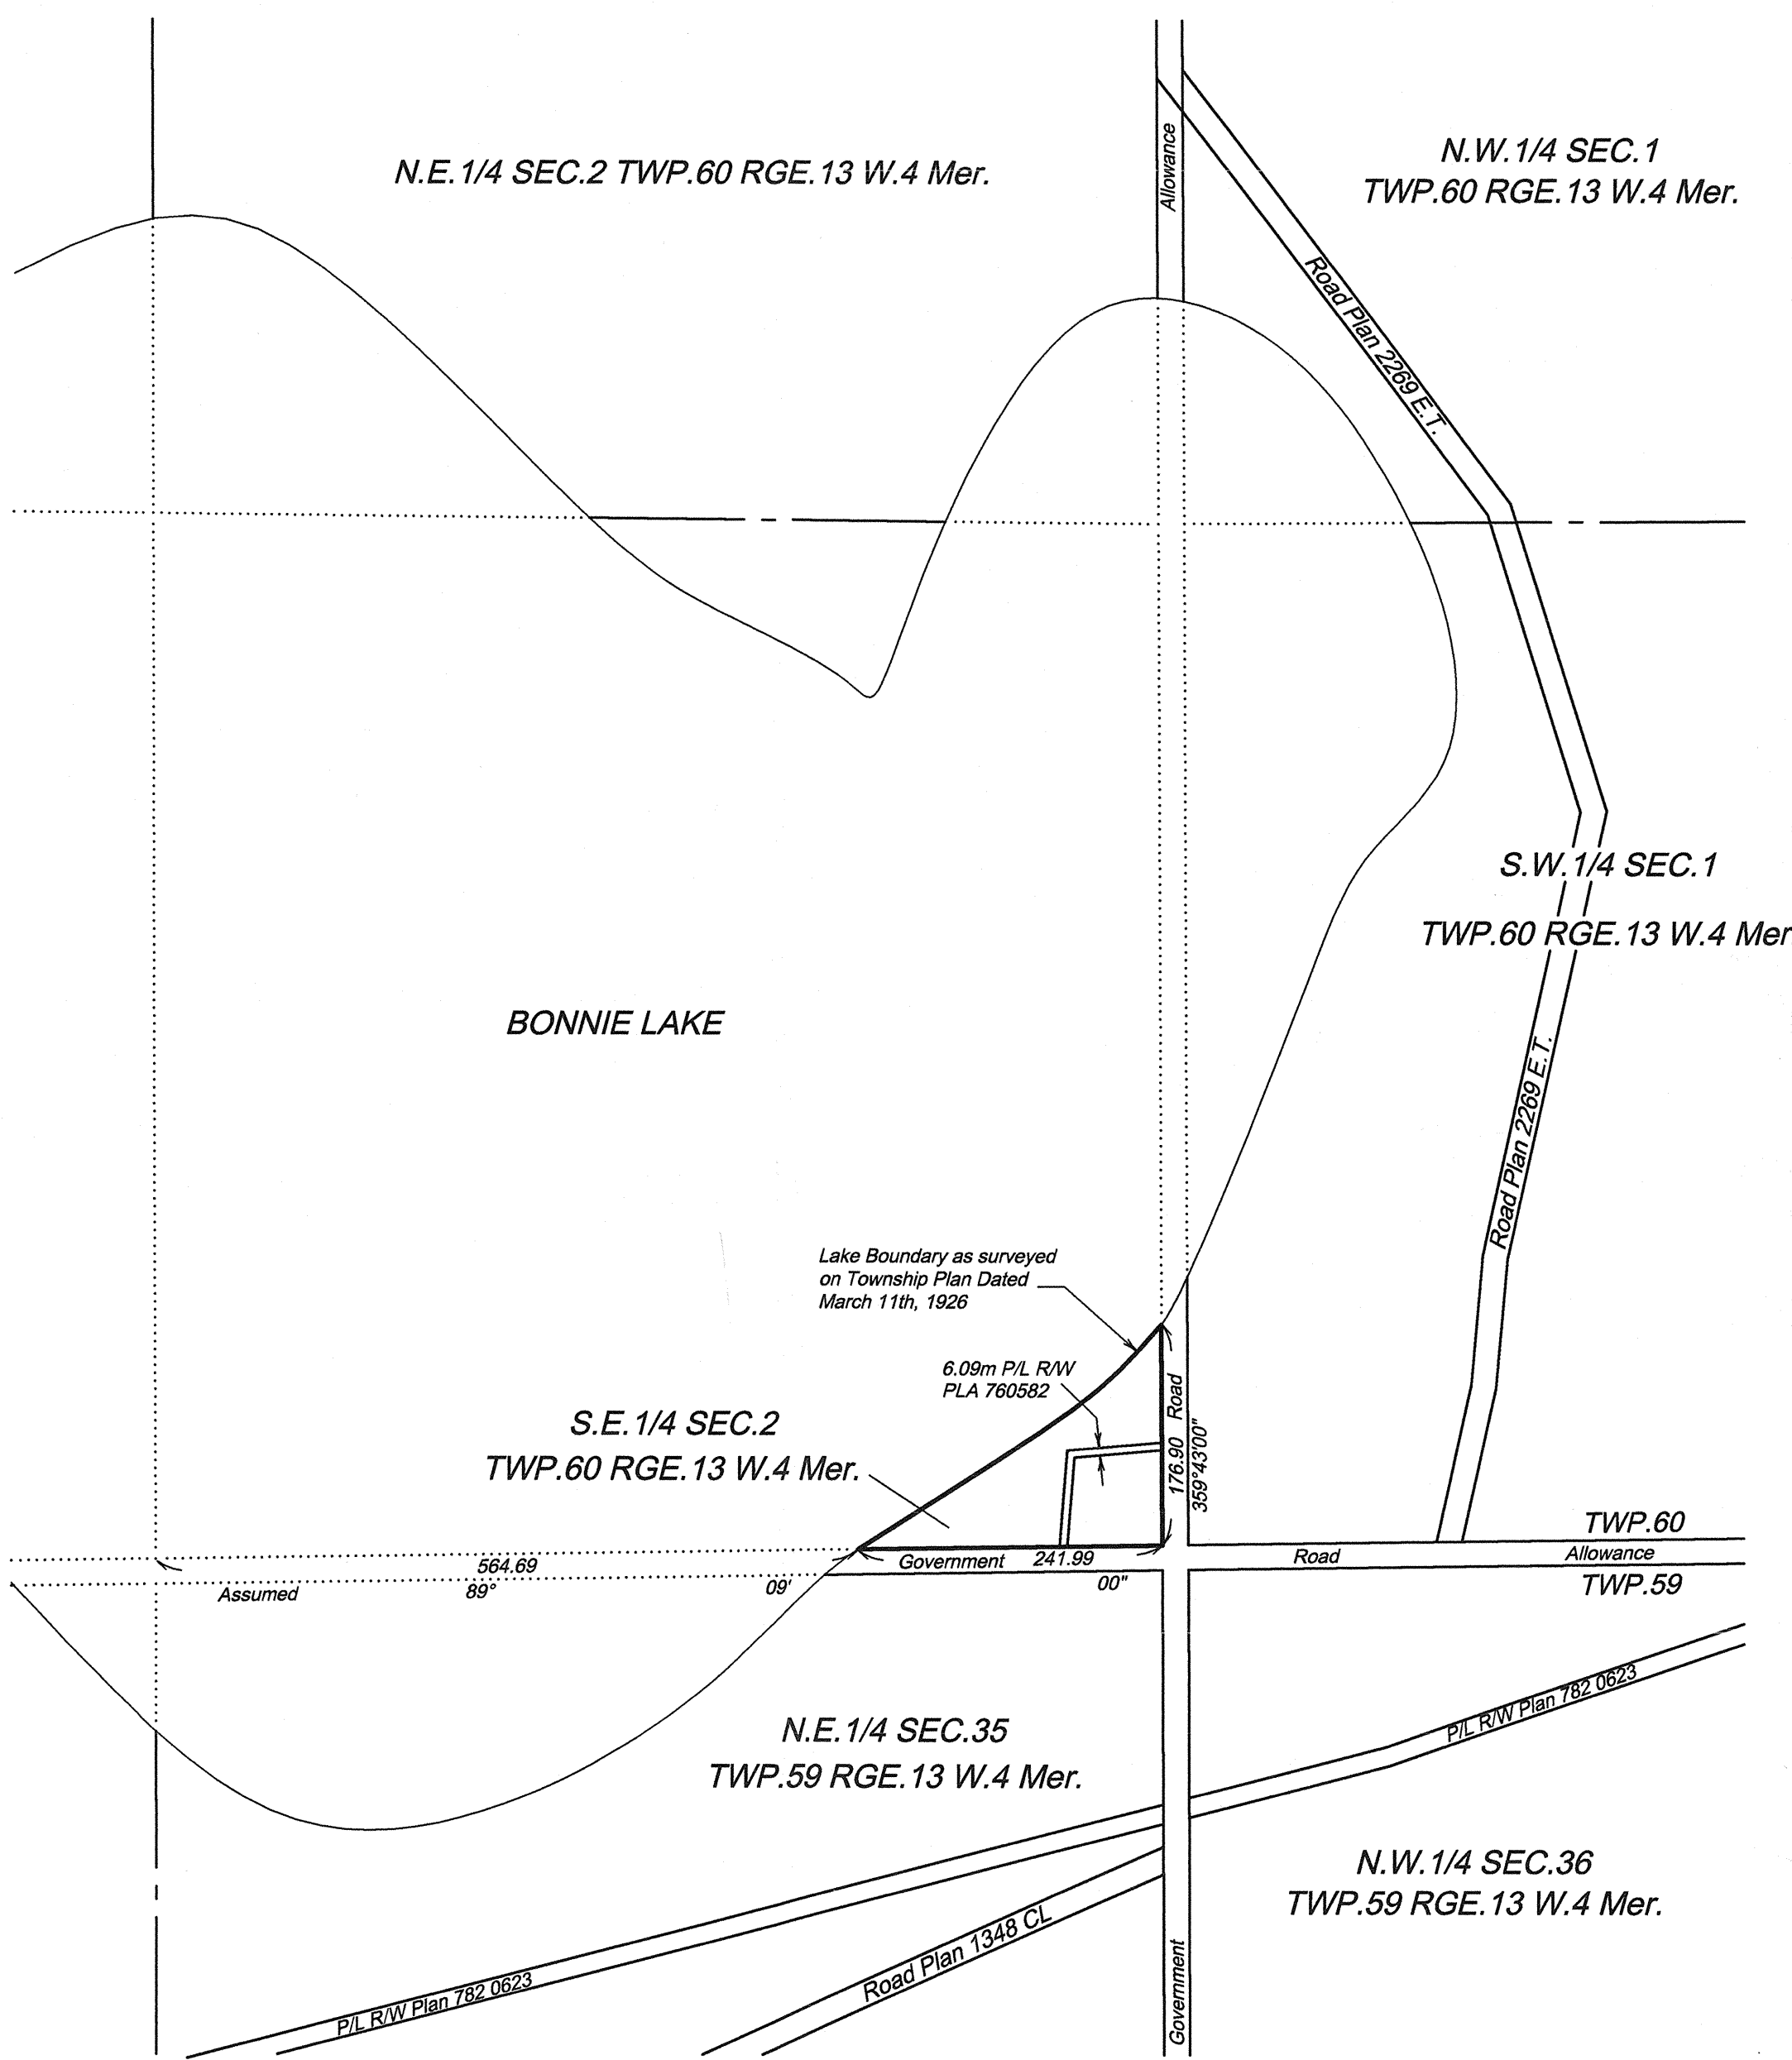 N.E.1/4 SEC.2 TWP.60 RGE.13 W.4 Mer.
Allowance
N.W.1/4 SEC.1
TWP.60 RGE.13 W.4 Mer.
Road Plan 2269 E.T.
S.W.1/4 SEC.1
TWP.60 RGE.13 W.4 Mer
BONNIE LAKE
Road Plan 2269 E.T.
Lake Boundary as surveyed
on Township Plan Dated
March 11th, 1926
6.09m P/L R/W
PLA 760582
176.90 Road
359°43'00"
S.E.1/4 SEC.2
TWP.60 RGE.13 W.4 Mer.
TWP.60
564.69
Government 241.99
Road
Allowance
Assumed 89° 09' 00"
TWP.59
P/L R/W Plan 782 0623
N.E.1/4 SEC.35
TWP.59 RGE.13 W.4 Mer.
N.W.1/4 SEC.36
TWP.59 RGE.13 W.4 Mer.
Road Plan 1348 CL
Government
P/L R/W Plan 782 0623